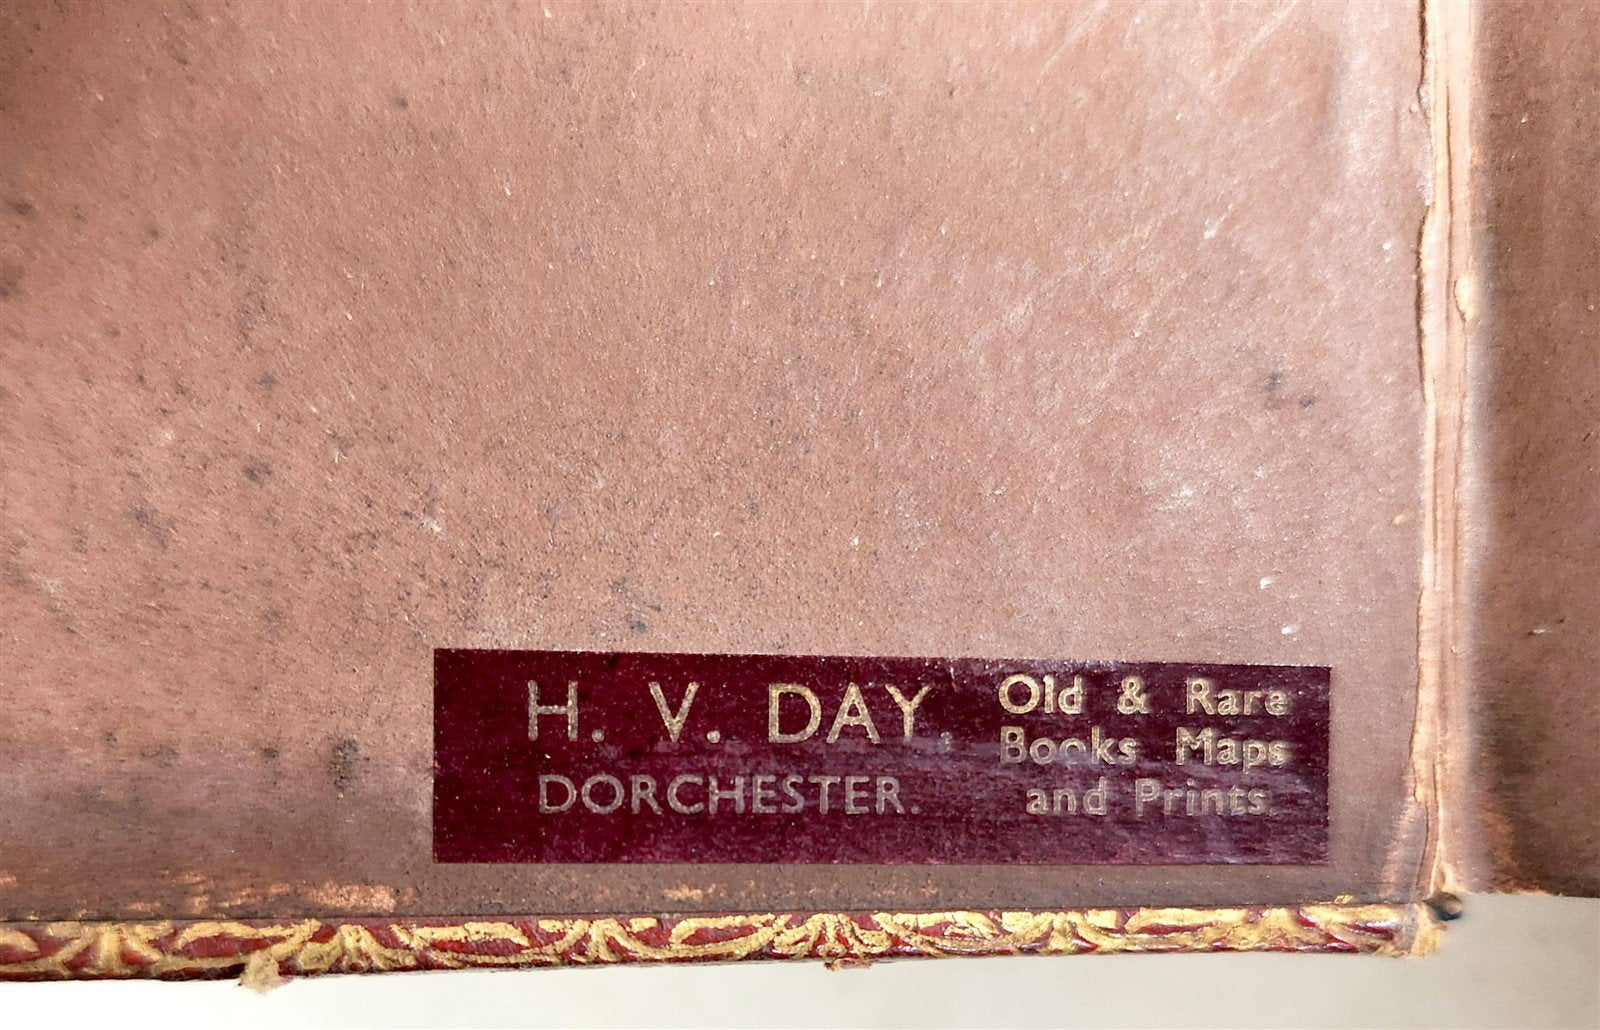 H. V. DAY.
DORCHESTER.
Old & Rare
Books Maps
and Prints.